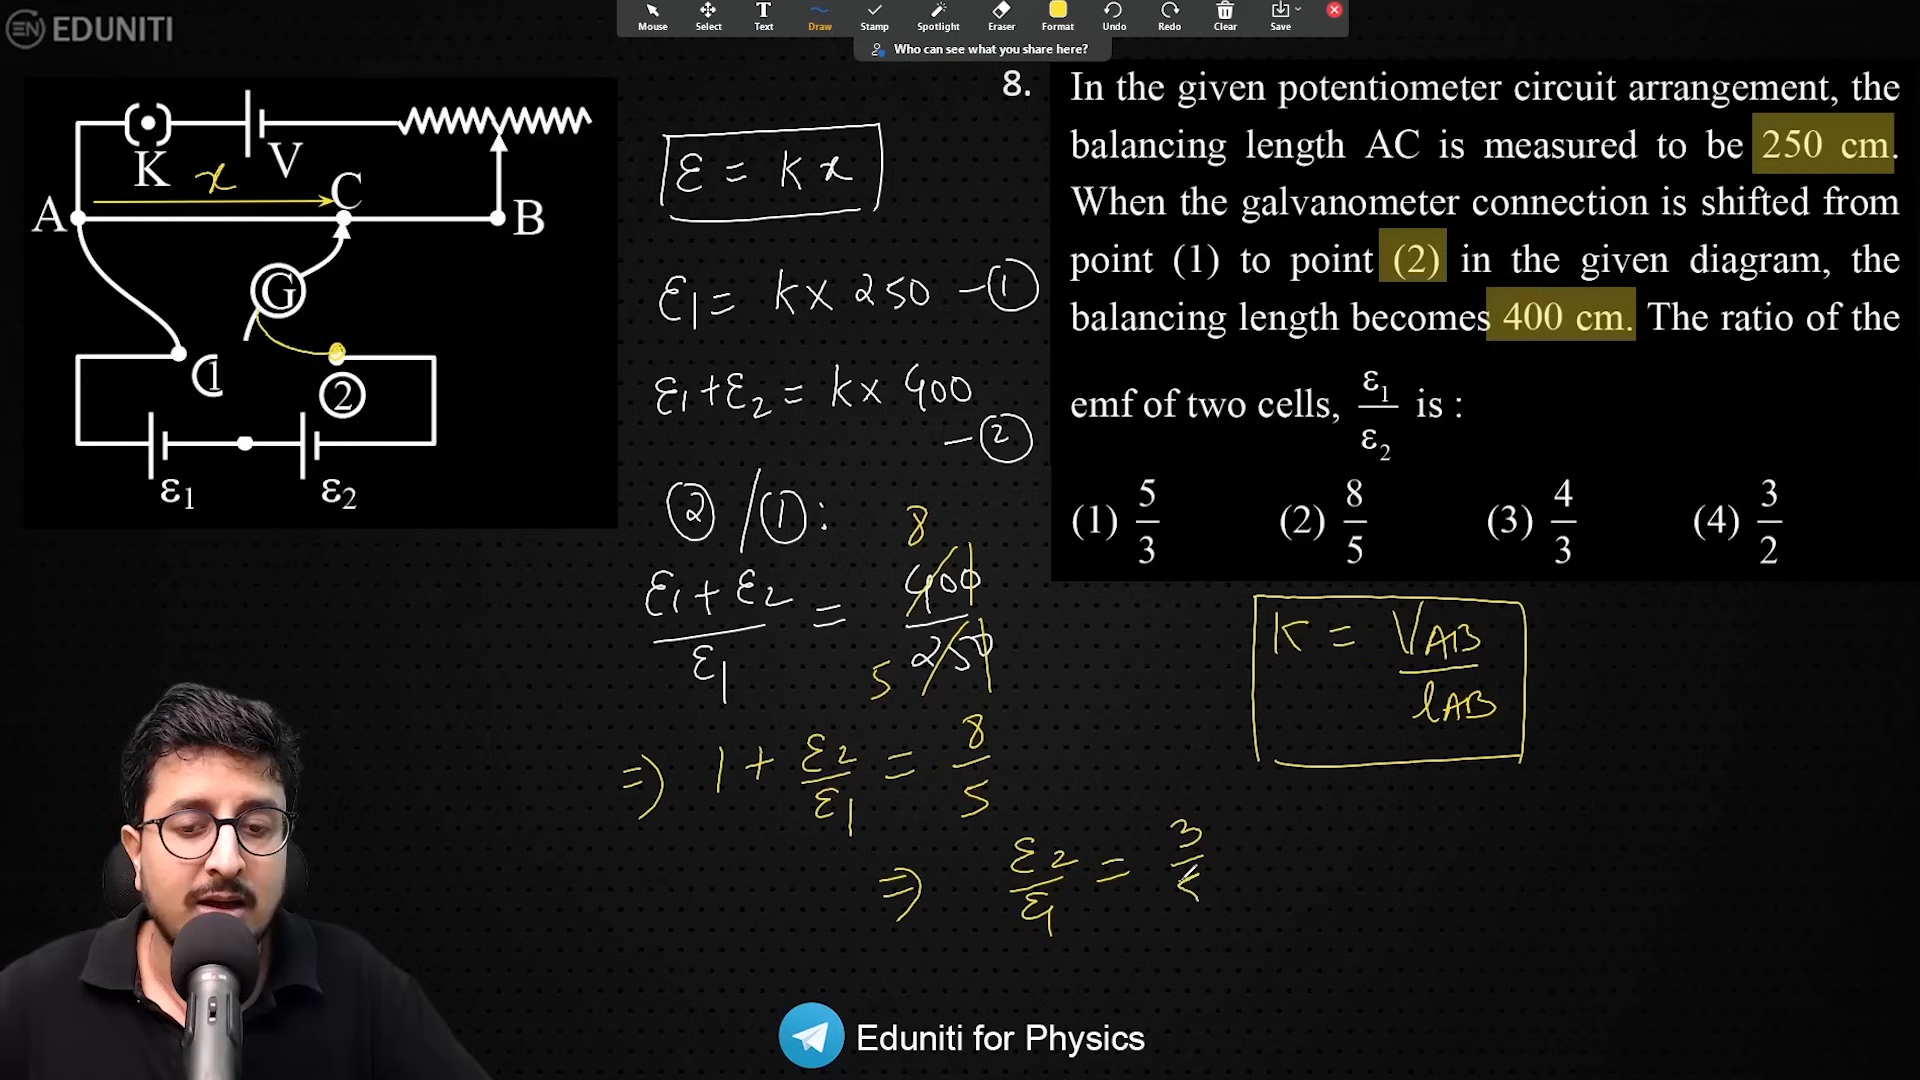 EN EDUNITI
Mouse Select Text Draw Stamp Spotlight Eraser Format Undo Redo Clear Save
Who can see what you share here?
K V x C
A B
G
1 2
ε1 ε2
ε = K x
ε1 = K × 250 — ①
ε1 + ε2 = K × 400
— ②
② / ① :
8
ε1 + ε2 / ε1 = 400 / 250
5
⇒ 1 + ε2 / ε1 = 8 / 5
⇒ ε2 / ε1 = 3 /
8. In the given potentiometer circuit arrangement, the
balancing length AC is measured to be 250 cm.
When the galvanometer connection is shifted from
point (1) to point (2) in the given diagram, the
balancing length becomes 400 cm. The ratio of the
emf of two cells, ε1 / ε2 is :
(1) 5/3 (2) 8/5 (3) 4/3 (4) 3/2
K = VAB / lAB
Eduniti for Physics